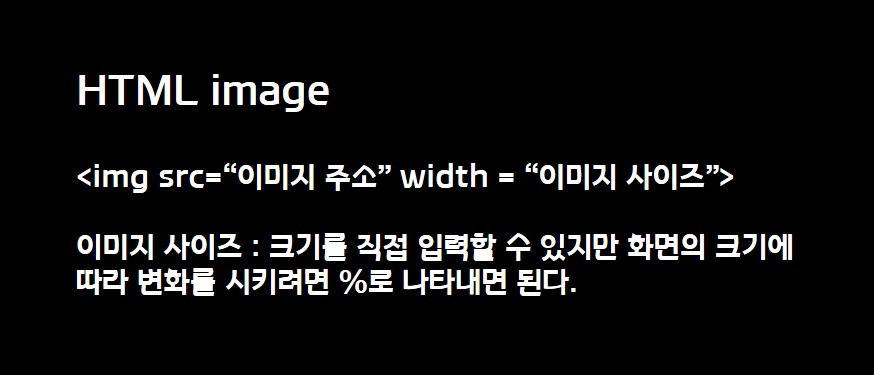 HTML image
<img src=“이미지 주소” width = “이미지 사이즈”>
이미지 사이즈 : 크기를 직접 입력할 수 있지만 화면의 크기에
따라 변화를 시키려면 %로 나타내면 된다.